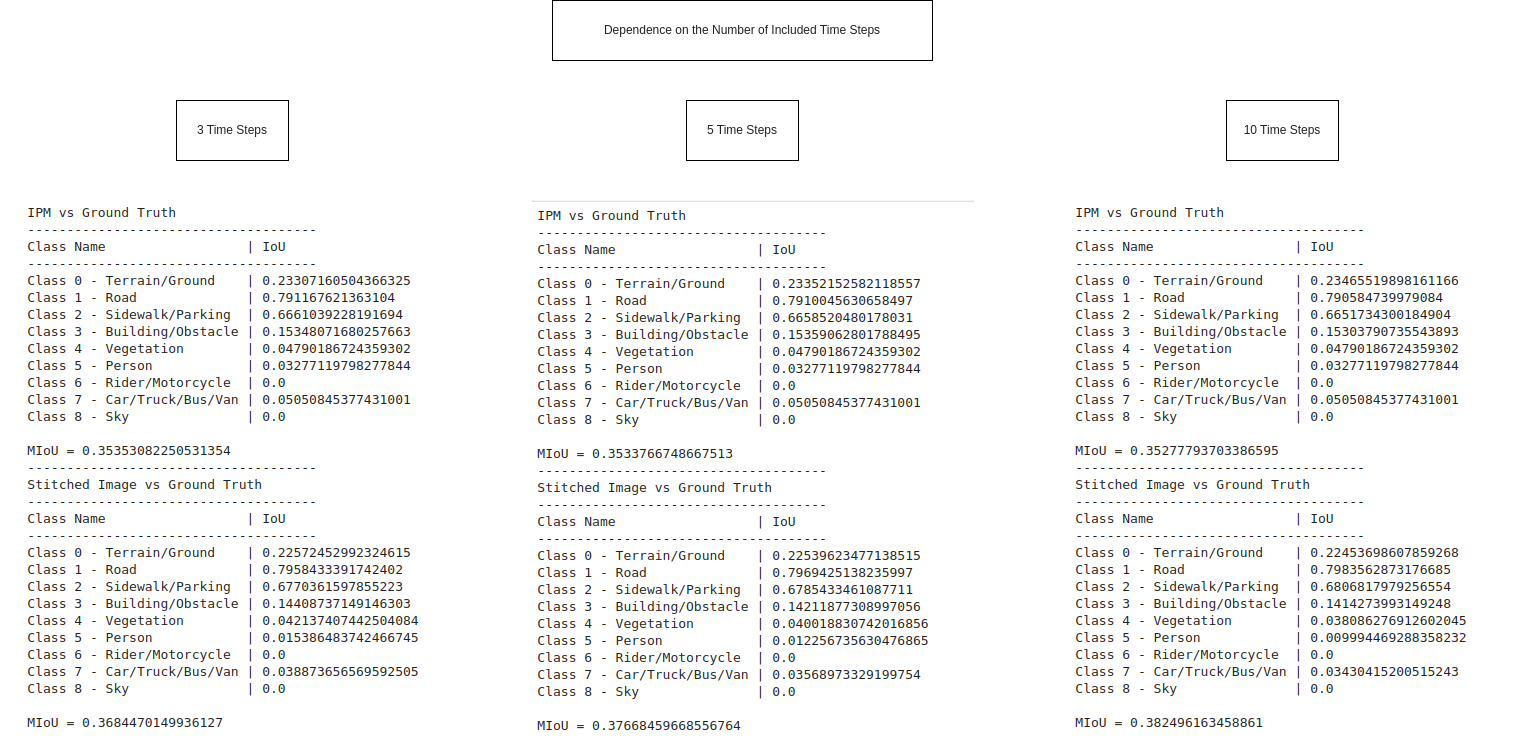 Dependence on the Number of Included Time Steps
3 Time Steps
IPM vs Ground Truth
-------------------------------------
Class Name | IoU
-------------------------------------
Class 0 - Terrain/Ground | 0.23307160504366325
Class 1 - Road | 0.791167621363104
Class 2 - Sidewalk/Parking | 0.6661039228191694
Class 3 - Building/Obstacle | 0.15348071680257663
Class 4 - Vegetation | 0.04790186724359302
Class 5 - Person | 0.03277119798277844
Class 6 - Rider/Motorcycle | 0.0
Class 7 - Car/Truck/Bus/Van | 0.05050845377431001
Class 8 - Sky | 0.0
MIoU = 0.35353082250531354
-------------------------------------
Stitched Image vs Ground Truth
-------------------------------------
Class Name | IoU
-------------------------------------
Class 0 - Terrain/Ground | 0.22572452992324615
Class 1 - Road | 0.7958433391742402
Class 2 - Sidewalk/Parking | 0.6770361597855223
Class 3 - Building/Obstacle | 0.14408737149146303
Class 4 - Vegetation | 0.042137407442504084
Class 5 - Person | 0.015386483742466745
Class 6 - Rider/Motorcycle | 0.0
Class 7 - Car/Truck/Bus/Van | 0.038873656569592505
Class 8 - Sky | 0.0
MIoU = 0.3684470149936127
5 Time Steps
IPM vs Ground Truth
-------------------------------------
Class Name | IoU
-------------------------------------
Class 0 - Terrain/Ground | 0.23352152582118557
Class 1 - Road | 0.7910045630658497
Class 2 - Sidewalk/Parking | 0.6658520480178031
Class 3 - Building/Obstacle | 0.15359062801788495
Class 4 - Vegetation | 0.04790186724359302
Class 5 - Person | 0.03277119798277844
Class 6 - Rider/Motorcycle | 0.0
Class 7 - Car/Truck/Bus/Van | 0.05050845377431001
Class 8 - Sky | 0.0
MIoU = 0.3533766748667513
-------------------------------------
Stitched Image vs Ground Truth
-------------------------------------
Class Name | IoU
-------------------------------------
Class 0 - Terrain/Ground | 0.22539623477138515
Class 1 - Road | 0.7969425138235997
Class 2 - Sidewalk/Parking | 0.6785433461087711
Class 3 - Building/Obstacle | 0.14211877308997056
Class 4 - Vegetation | 0.040018830742016856
Class 5 - Person | 0.012256735630476865
Class 6 - Rider/Motorcycle | 0.0
Class 7 - Car/Truck/Bus/Van | 0.03568973329199754
Class 8 - Sky | 0.0
MIoU = 0.37668459668556764
10 Time Steps
IPM vs Ground Truth
-------------------------------------
Class Name | IoU
-------------------------------------
Class 0 - Terrain/Ground | 0.23465519898161166
Class 1 - Road | 0.790584739979084
Class 2 - Sidewalk/Parking | 0.6651734300184904
Class 3 - Building/Obstacle | 0.15303790735543893
Class 4 - Vegetation | 0.04790186724359302
Class 5 - Person | 0.03277119798277844
Class 6 - Rider/Motorcycle | 0.0
Class 7 - Car/Truck/Bus/Van | 0.05050845377431001
Class 8 - Sky | 0.0
MIoU = 0.35277793703386595
-------------------------------------
Stitched Image vs Ground Truth
-------------------------------------
Class Name | IoU
-------------------------------------
Class 0 - Terrain/Ground | 0.22453698607859268
Class 1 - Road | 0.7983562873176685
Class 2 - Sidewalk/Parking | 0.6806817979256554
Class 3 - Building/Obstacle | 0.1414273993149248
Class 4 - Vegetation | 0.038086276912602045
Class 5 - Person | 0.009994469288358232
Class 6 - Rider/Motorcycle | 0.0
Class 7 - Car/Truck/Bus/Van | 0.03430415200515243
Class 8 - Sky | 0.0
MIoU = 0.382496163458861